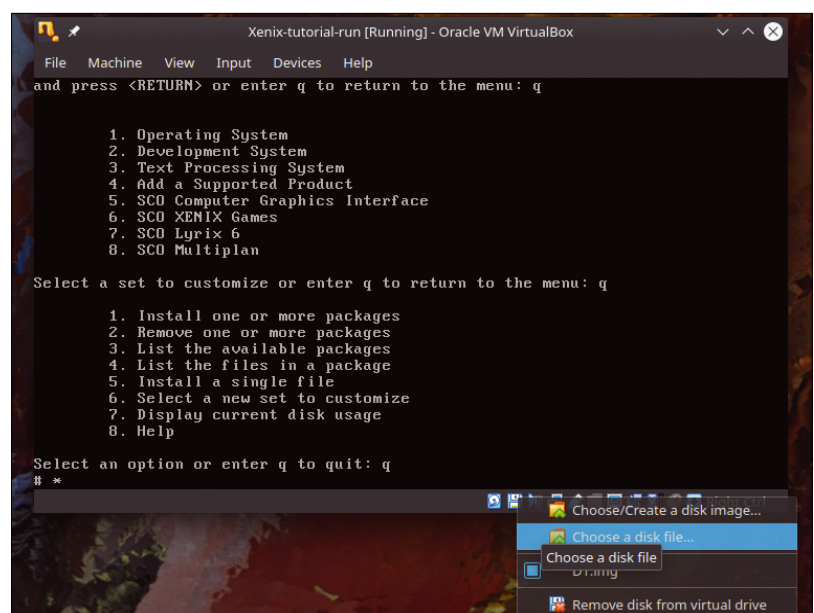 Xenix-tutorial-run [Running] - Oracle VM VirtualBox
File Machine View Input Devices Help
and press <RETURN> or enter q to return to the menu: q
1. Operating System
2. Development System
3. Text Processing System
4. Add a Supported Product
5. SCO Computer Graphics Interface
6. SCO XENIX Games
7. SCO Lyrix 6
8. SCO Multiplan
Select a set to customize or enter q to return to the menu: q
1. Install one or more packages
2. Remove one or more packages
3. List the available packages
4. List the files in a package
5. Install a single file
6. Select a new set to customize
7. Display current disk usage
8. Help
Select an option or enter q to quit: q
# *
Right Ctrl
Choose/Create a disk image...
Choose a disk file...
Choose a disk file
D1.img
Remove disk from virtual drive